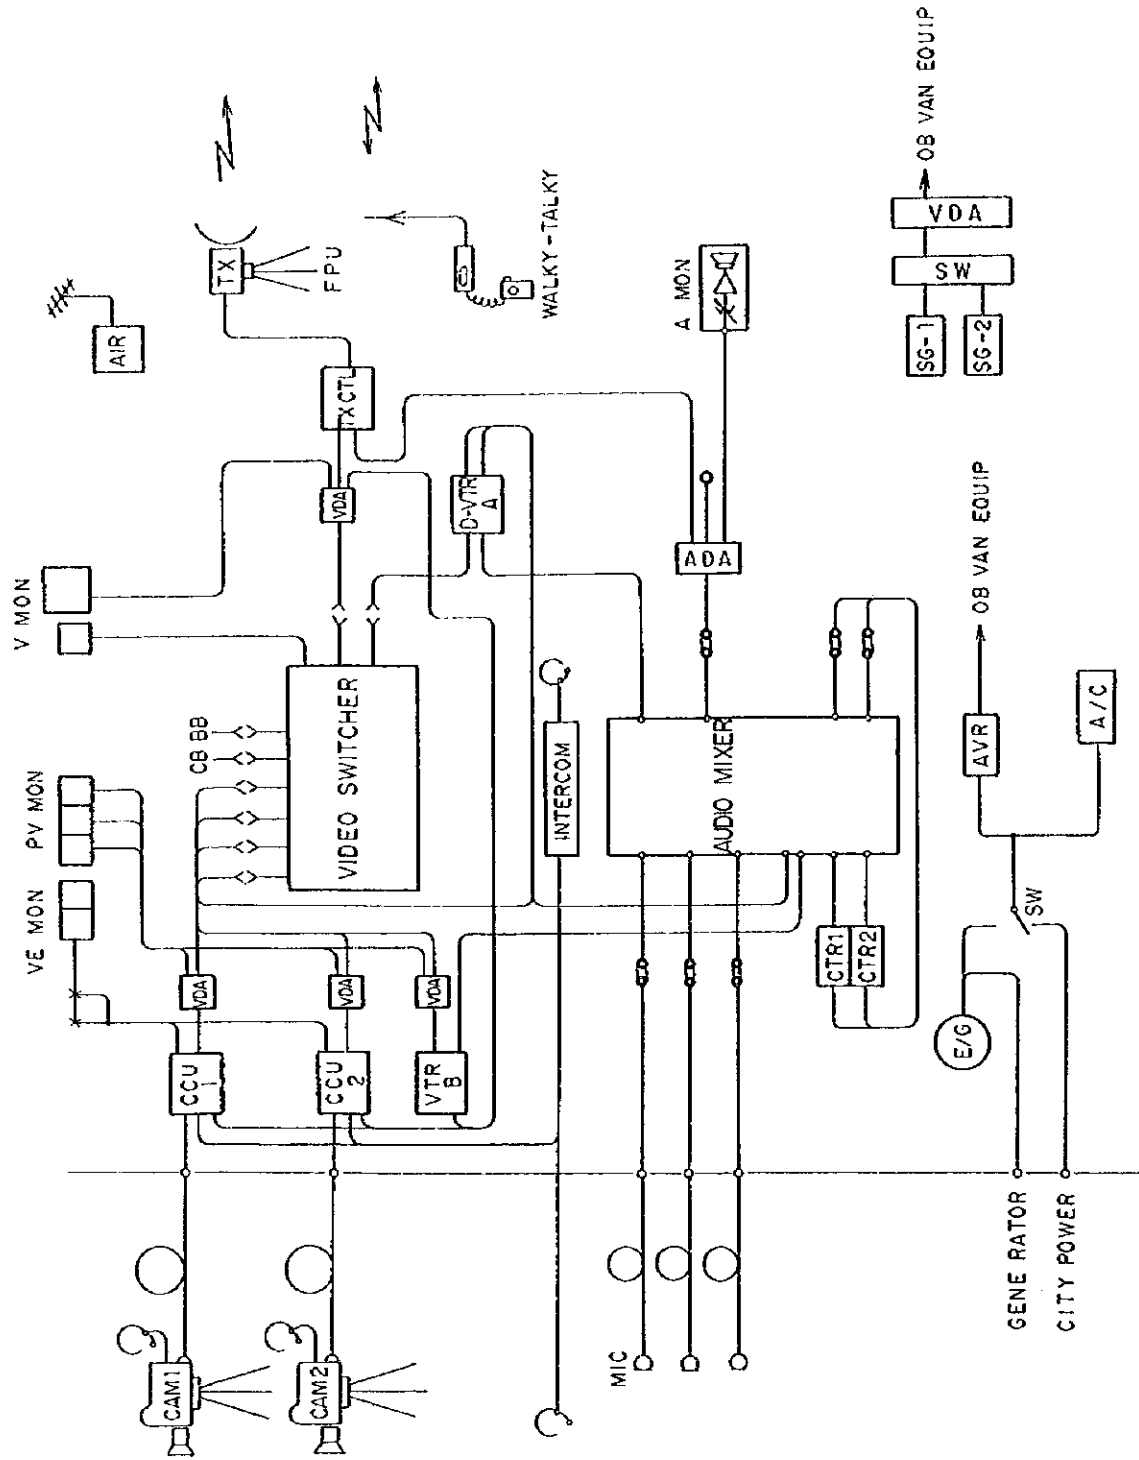 VE MON
PV MON
V MON
AIR
CB BB
CAM1
CCU
1
VDA
VIDEO SWITCHER
VDA
TX CTL
TX
FPU
CAM2
CCU
2
VDA
VTR
B
VDA
D-VTR
A
WALKY-TALKY
INTERCOM
MIC
AUDIO MIXER
ADA
A MON
CTR1
CTR2
E/G
SW
AVR
OB VAN EQUIP
A/C
GENE RATOR
CITY POWER
SG-1
SG-2
SW
VDA
OB VAN EQUIP